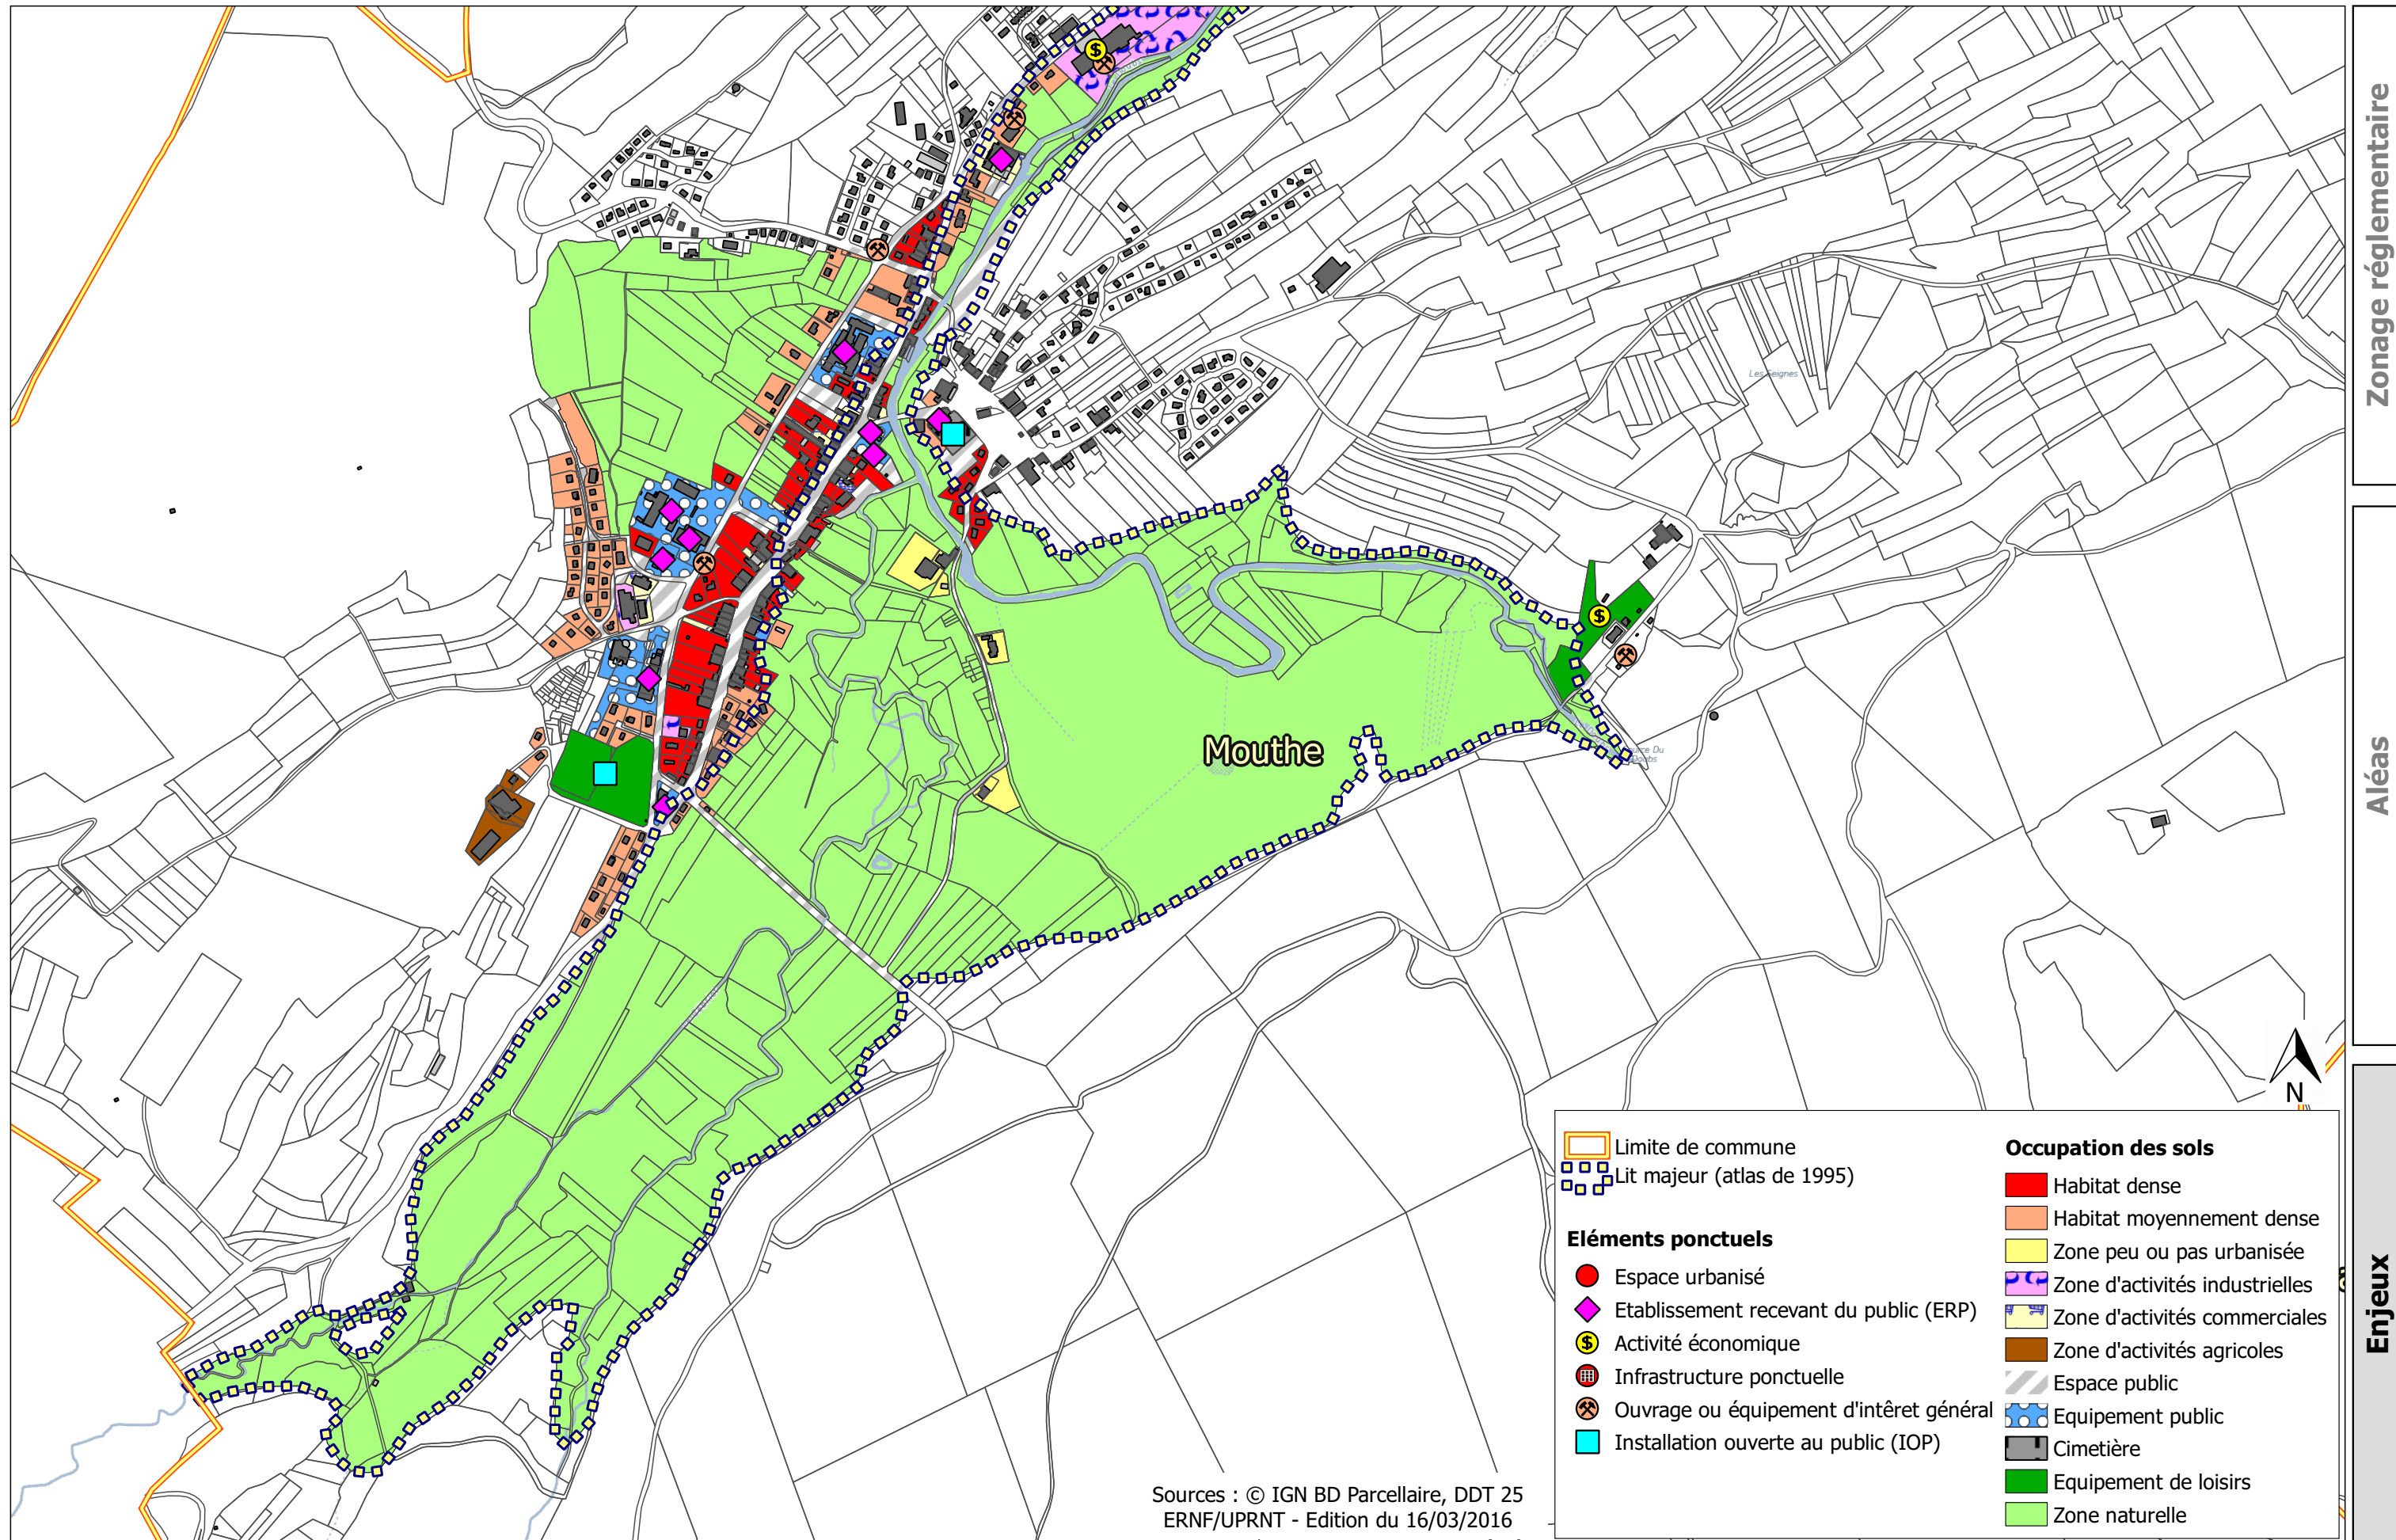 Zonage réglementaire
Les Seignes
Mouthe
Aléas
N
Limite de commune
Lit majeur (atlas de 1995)
Eléments ponctuels
Espace urbanisé
Etablissement recevant du public (ERP)
Activité économique
Infrastructure ponctuelle
Ouvrage ou équipement d'intêret général
Installation ouverte au public (IOP)
Occupation des sols
Habitat dense
Habitat moyennement dense
Zone peu ou pas urbanisée
Zone d'activités industrielles
Zone d'activités commerciales
Zone d'activités agricoles
Espace public
Equipement public
Cimetière
Equipement de loisirs
Zone naturelle
Enjeux
Sources : © IGN BD Parcellaire, DDT 25
ERNF/UPRNT - Edition du 16/03/2016